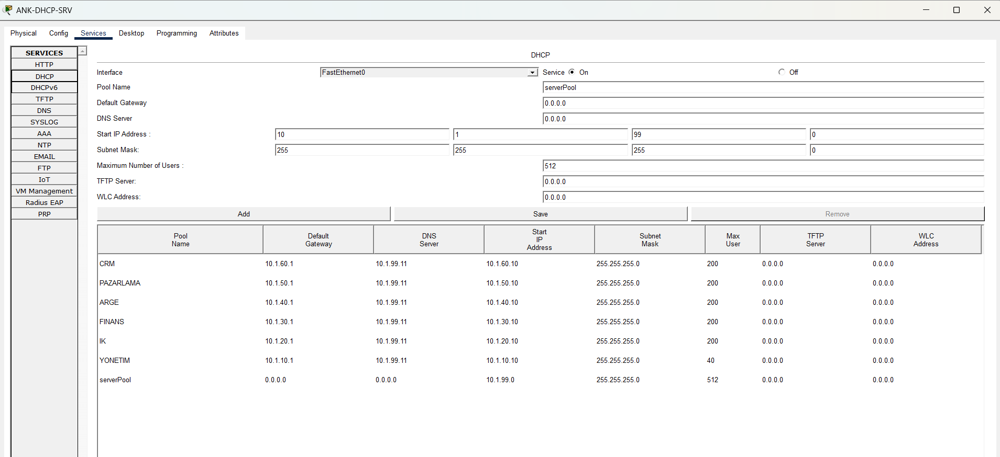 ANK-DHCP-SRV
Physical Config Services Desktop Programming Attributes
SERVICES
HTTP
DHCP
DHCPv6
TFTP
DNS
SYSLOG
AAA
NTP
EMAIL
FTP
IoT
VM Management
Radius EAP
PRP
DHCP
Interface FastEthernet0 Service On Off
Pool Name serverPool
Default Gateway 0.0.0.0
DNS Server 0.0.0.0
Start IP Address : 10 1 99 0
Subnet Mask: 255 255 255 0
Maximum Number of Users : 512
TFTP Server: 0.0.0.0
WLC Address: 0.0.0.0
Add Save Remove
Pool Name Default Gateway DNS Server Start IP Address Subnet Mask Max User TFTP Server WLC Address
CRM 10.1.60.1 10.1.99.11 10.1.60.10 255.255.255.0 200 0.0.0.0 0.0.0.0
PAZARLAMA 10.1.50.1 10.1.99.11 10.1.50.10 255.255.255.0 200 0.0.0.0 0.0.0.0
ARGE 10.1.40.1 10.1.99.11 10.1.40.10 255.255.255.0 200 0.0.0.0 0.0.0.0
FINANS 10.1.30.1 10.1.99.11 10.1.30.10 255.255.255.0 200 0.0.0.0 0.0.0.0
IK 10.1.20.1 10.1.99.11 10.1.20.10 255.255.255.0 200 0.0.0.0 0.0.0.0
YONETIM 10.1.10.1 10.1.99.11 10.1.10.10 255.255.255.0 40 0.0.0.0 0.0.0.0
serverPool 0.0.0.0 0.0.0.0 10.1.99.0 255.255.255.0 512 0.0.0.0 0.0.0.0